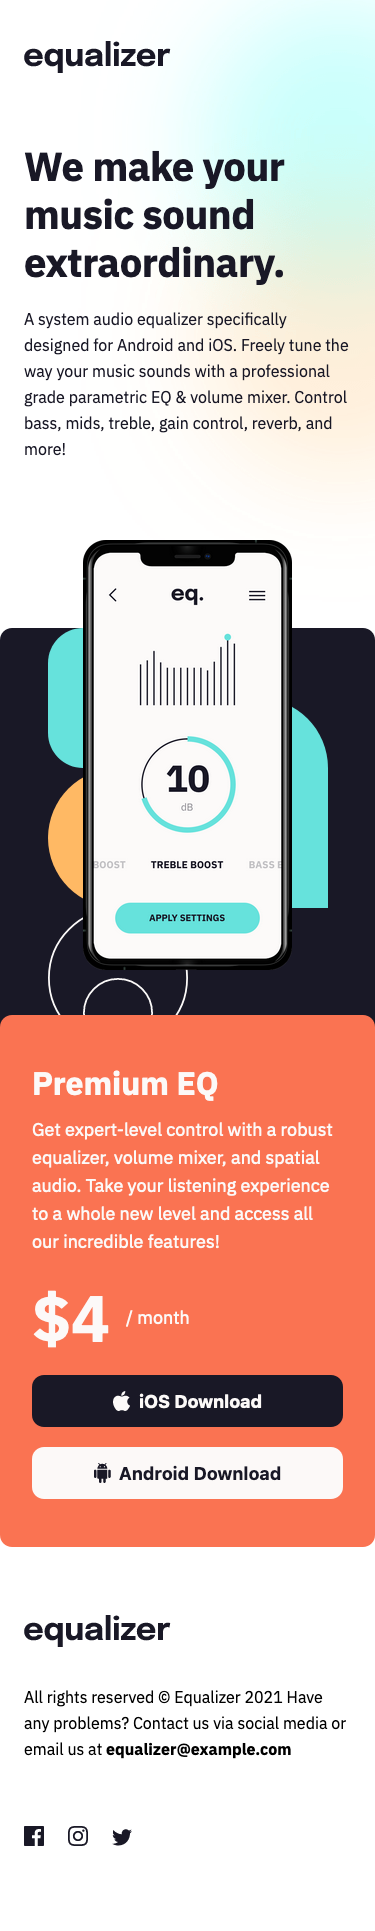 equalizer
We make your
music sound
extraordinary.
A system audio equalizer specifically
designed for Android and iOS. Freely tune the
way your music sounds with a professional
grade parametric EQ & volume mixer. Control
bass, mids, treble, gain control, reverb, and
more!
eq.
10
dB
BOOST TREBLE BOOST BASS
APPLY SETTINGS
Premium EQ
Get expert-level control with a robust
equalizer, volume mixer, and spatial
audio. Take your listening experience
to a whole new level and access all
our incredible features!
$4 / month
iOS Download
Android Download
equalizer
All rights reserved © Equalizer 2021 Have
any problems? Contact us via social media or
email us at equalizer@example.com